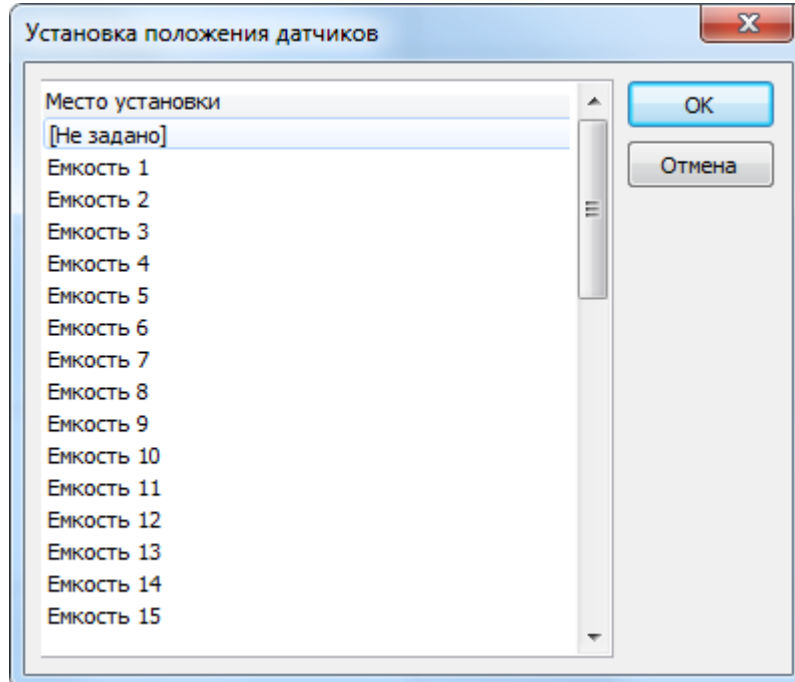 Установка положения датчиков
Место установки
OK
[Не задано]
Емкость 1
Отмена
Емкость 2
Емкость 3
Емкость 4
Емкость 5
Емкость 6
Емкость 7
Емкость 8
Емкость 9
Емкость 10
Емкость 11
Емкость 12
Емкость 13
Емкость 14
Емкость 15